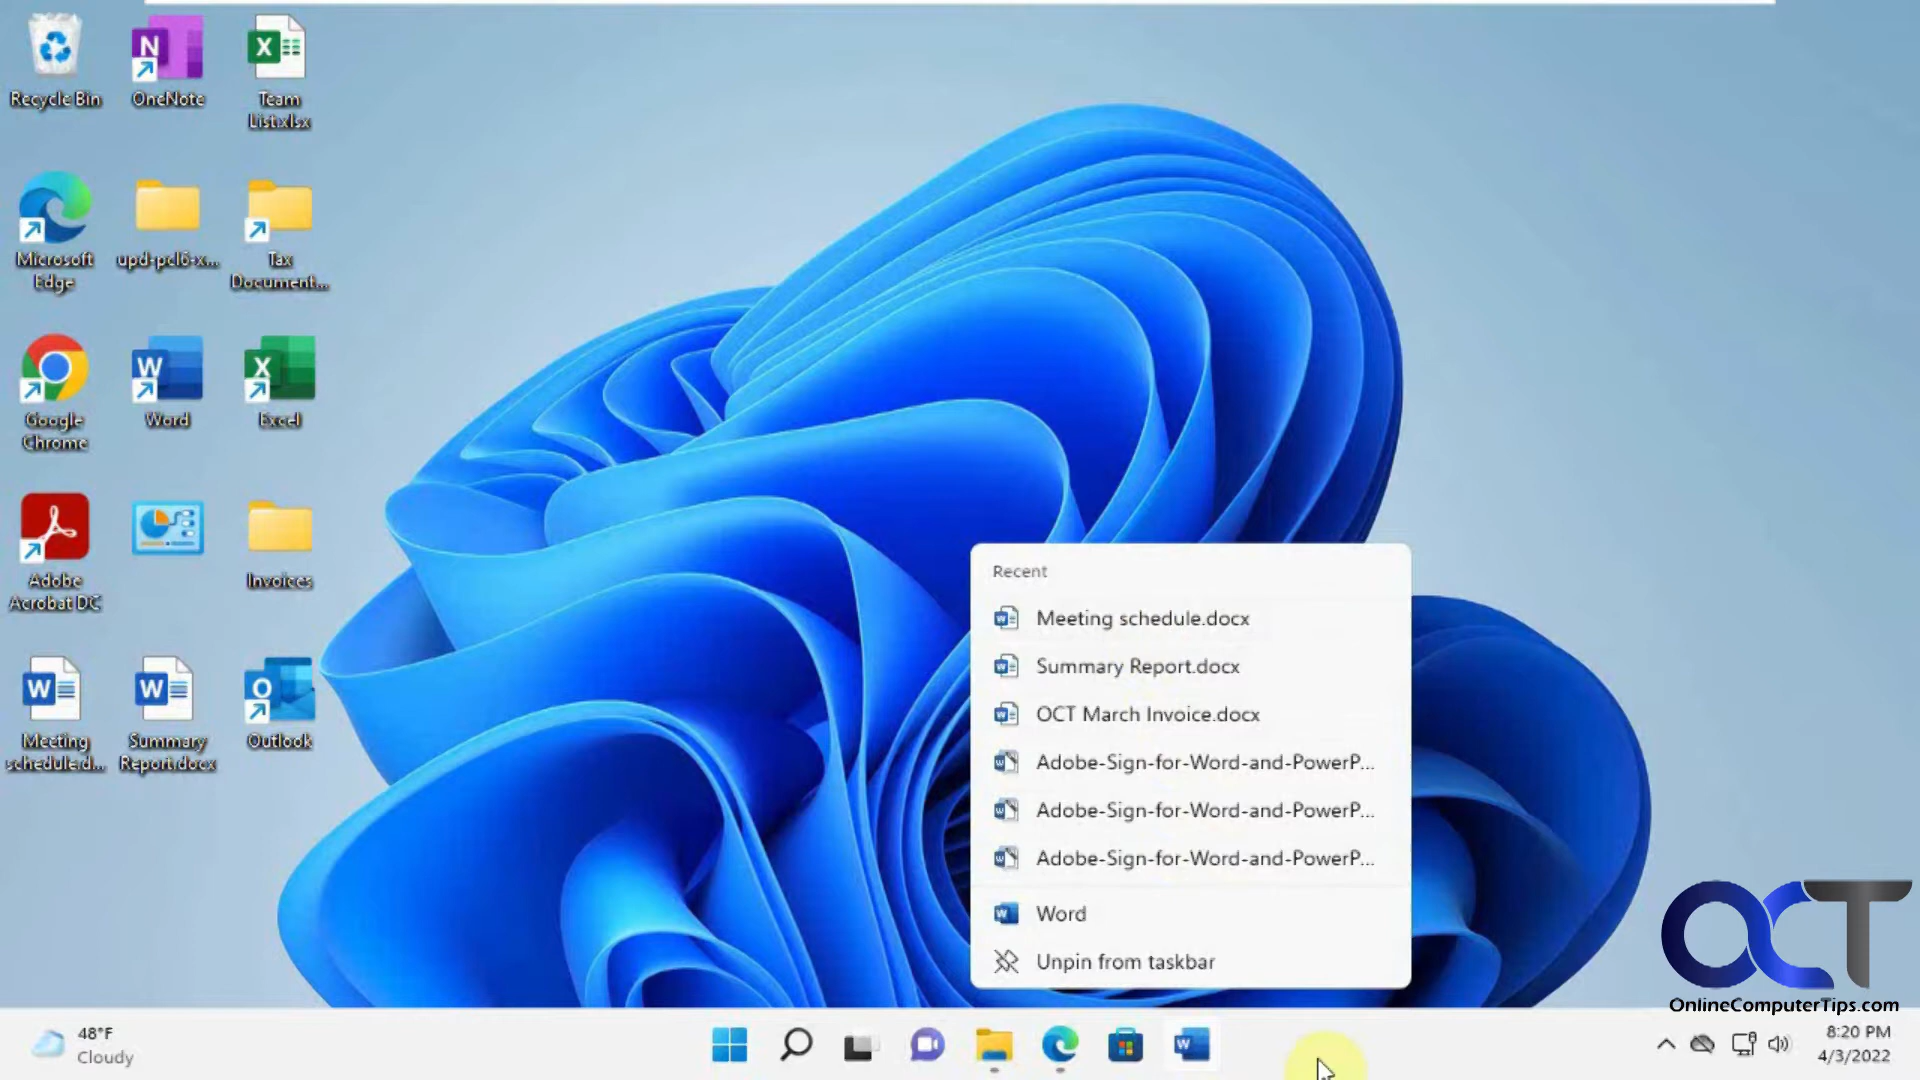 Recycle Bin
OneNote
Team
List.xlsx
Microsoft
Edge
upd-pcl6-x...
Tax
Document...
Google
Chrome
Word
Excel
Adobe
Acrobat DC
Invoices
Meeting
schedule.d...
Summary
Report.docx
Outlook
Recent
Meeting schedule.docx
Summary Report.docx
OCT March Invoice.docx
Adobe-Sign-for-Word-and-PowerP...
Adobe-Sign-for-Word-and-PowerP...
Adobe-Sign-for-Word-and-PowerP...
Word
Unpin from taskbar
OCT
OnlineComputerTips.com
48°F
Cloudy
8:20 PM
4/3/2022